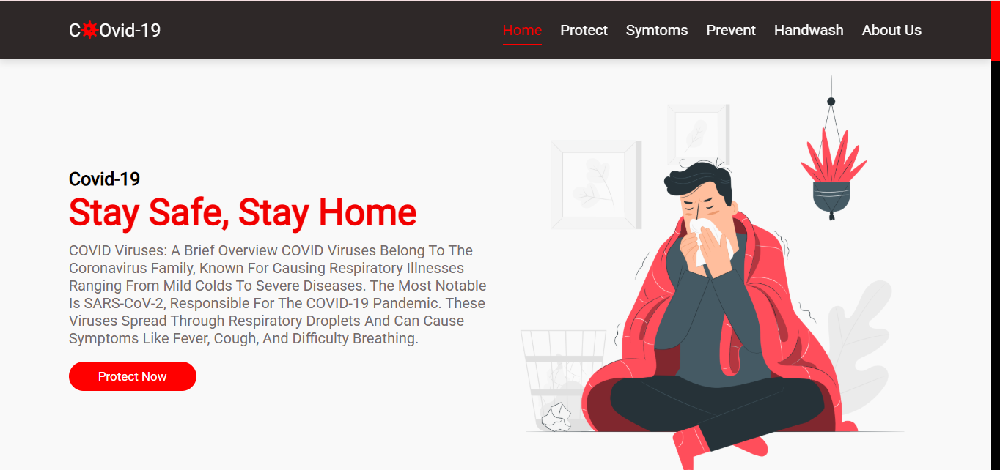 COvid-19
Home Protect Symtoms Prevent Handwash About Us
Covid-19
Stay Safe, Stay Home
COVID Viruses: A Brief Overview COVID Viruses Belong To The
Coronavirus Family, Known For Causing Respiratory Illnesses
Ranging From Mild Colds To Severe Diseases. The Most Notable
Is SARS-CoV-2, Responsible For The COVID-19 Pandemic. These
Viruses Spread Through Respiratory Droplets And Can Cause
Symptoms Like Fever, Cough, And Difficulty Breathing.
Protect Now